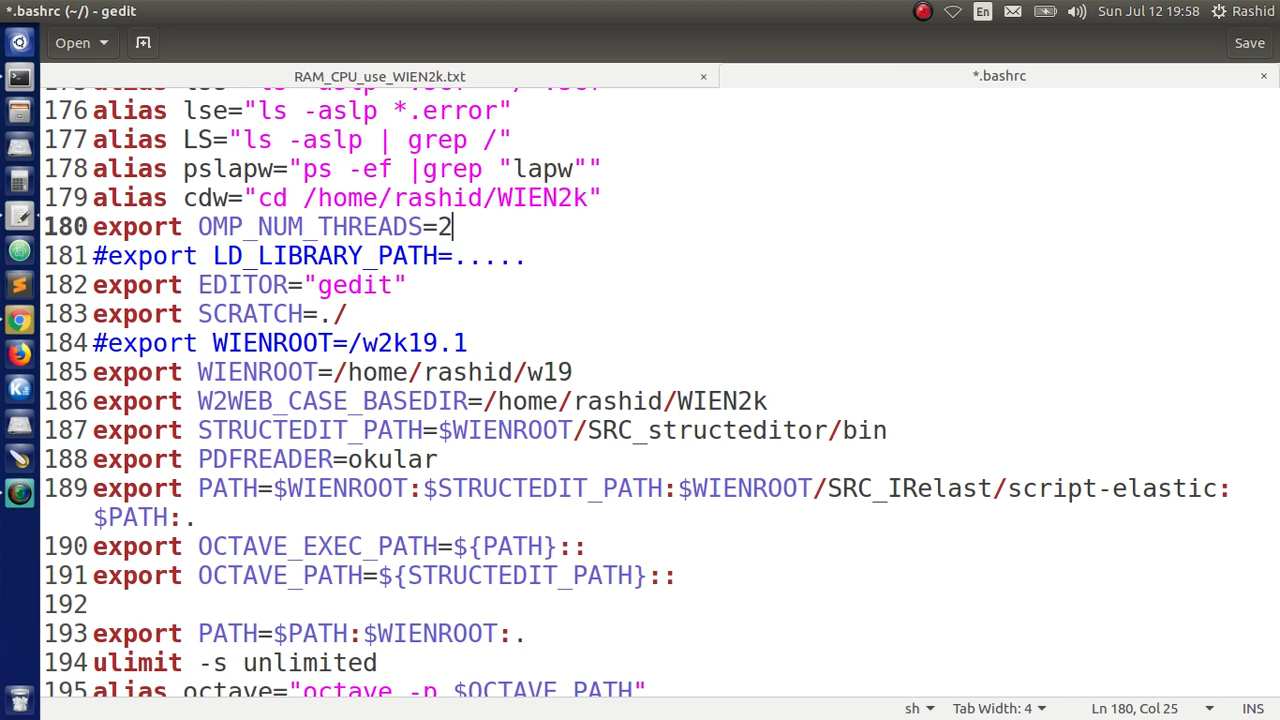 *.bashrc (~/) - gedit
En
Sun Jul 12 19:58
Rashid
Open
Save
RAM_CPU_use_WIEN2k.txt
×
*.bashrc
×
176 alias lse="ls -aslp *.error"
177 alias LS="ls -aslp | grep /"
178 alias pslapw="ps -ef |grep "lapw""
179 alias cdw="cd /home/rashid/WIEN2k"
180 export OMP_NUM_THREADS=2
181 #export LD_LIBRARY_PATH=.....
182 export EDITOR="gedit"
183 export SCRATCH=./
184 #export WIENROOT=/w2k19.1
185 export WIENROOT=/home/rashid/w19
186 export W2WEB_CASE_BASEDIR=/home/rashid/WIEN2k
187 export STRUCTEDIT_PATH=$WIENROOT/SRC_structeditor/bin
188 export PDFREADER=okular
189 export PATH=$WIENROOT:$STRUCTEDIT_PATH:$WIENROOT/SRC_IRelast/script-elastic:
$PATH:.
190 export OCTAVE_EXEC_PATH=${PATH}::
191 export OCTAVE_PATH=${STRUCTEDIT_PATH}::
192
193 export PATH=$PATH:$WIENROOT:.
194 ulimit -s unlimited
195 alias octave="octave -p $OCTAVE_PATH"
sh
Tab Width: 4
Ln 180, Col 25
INS